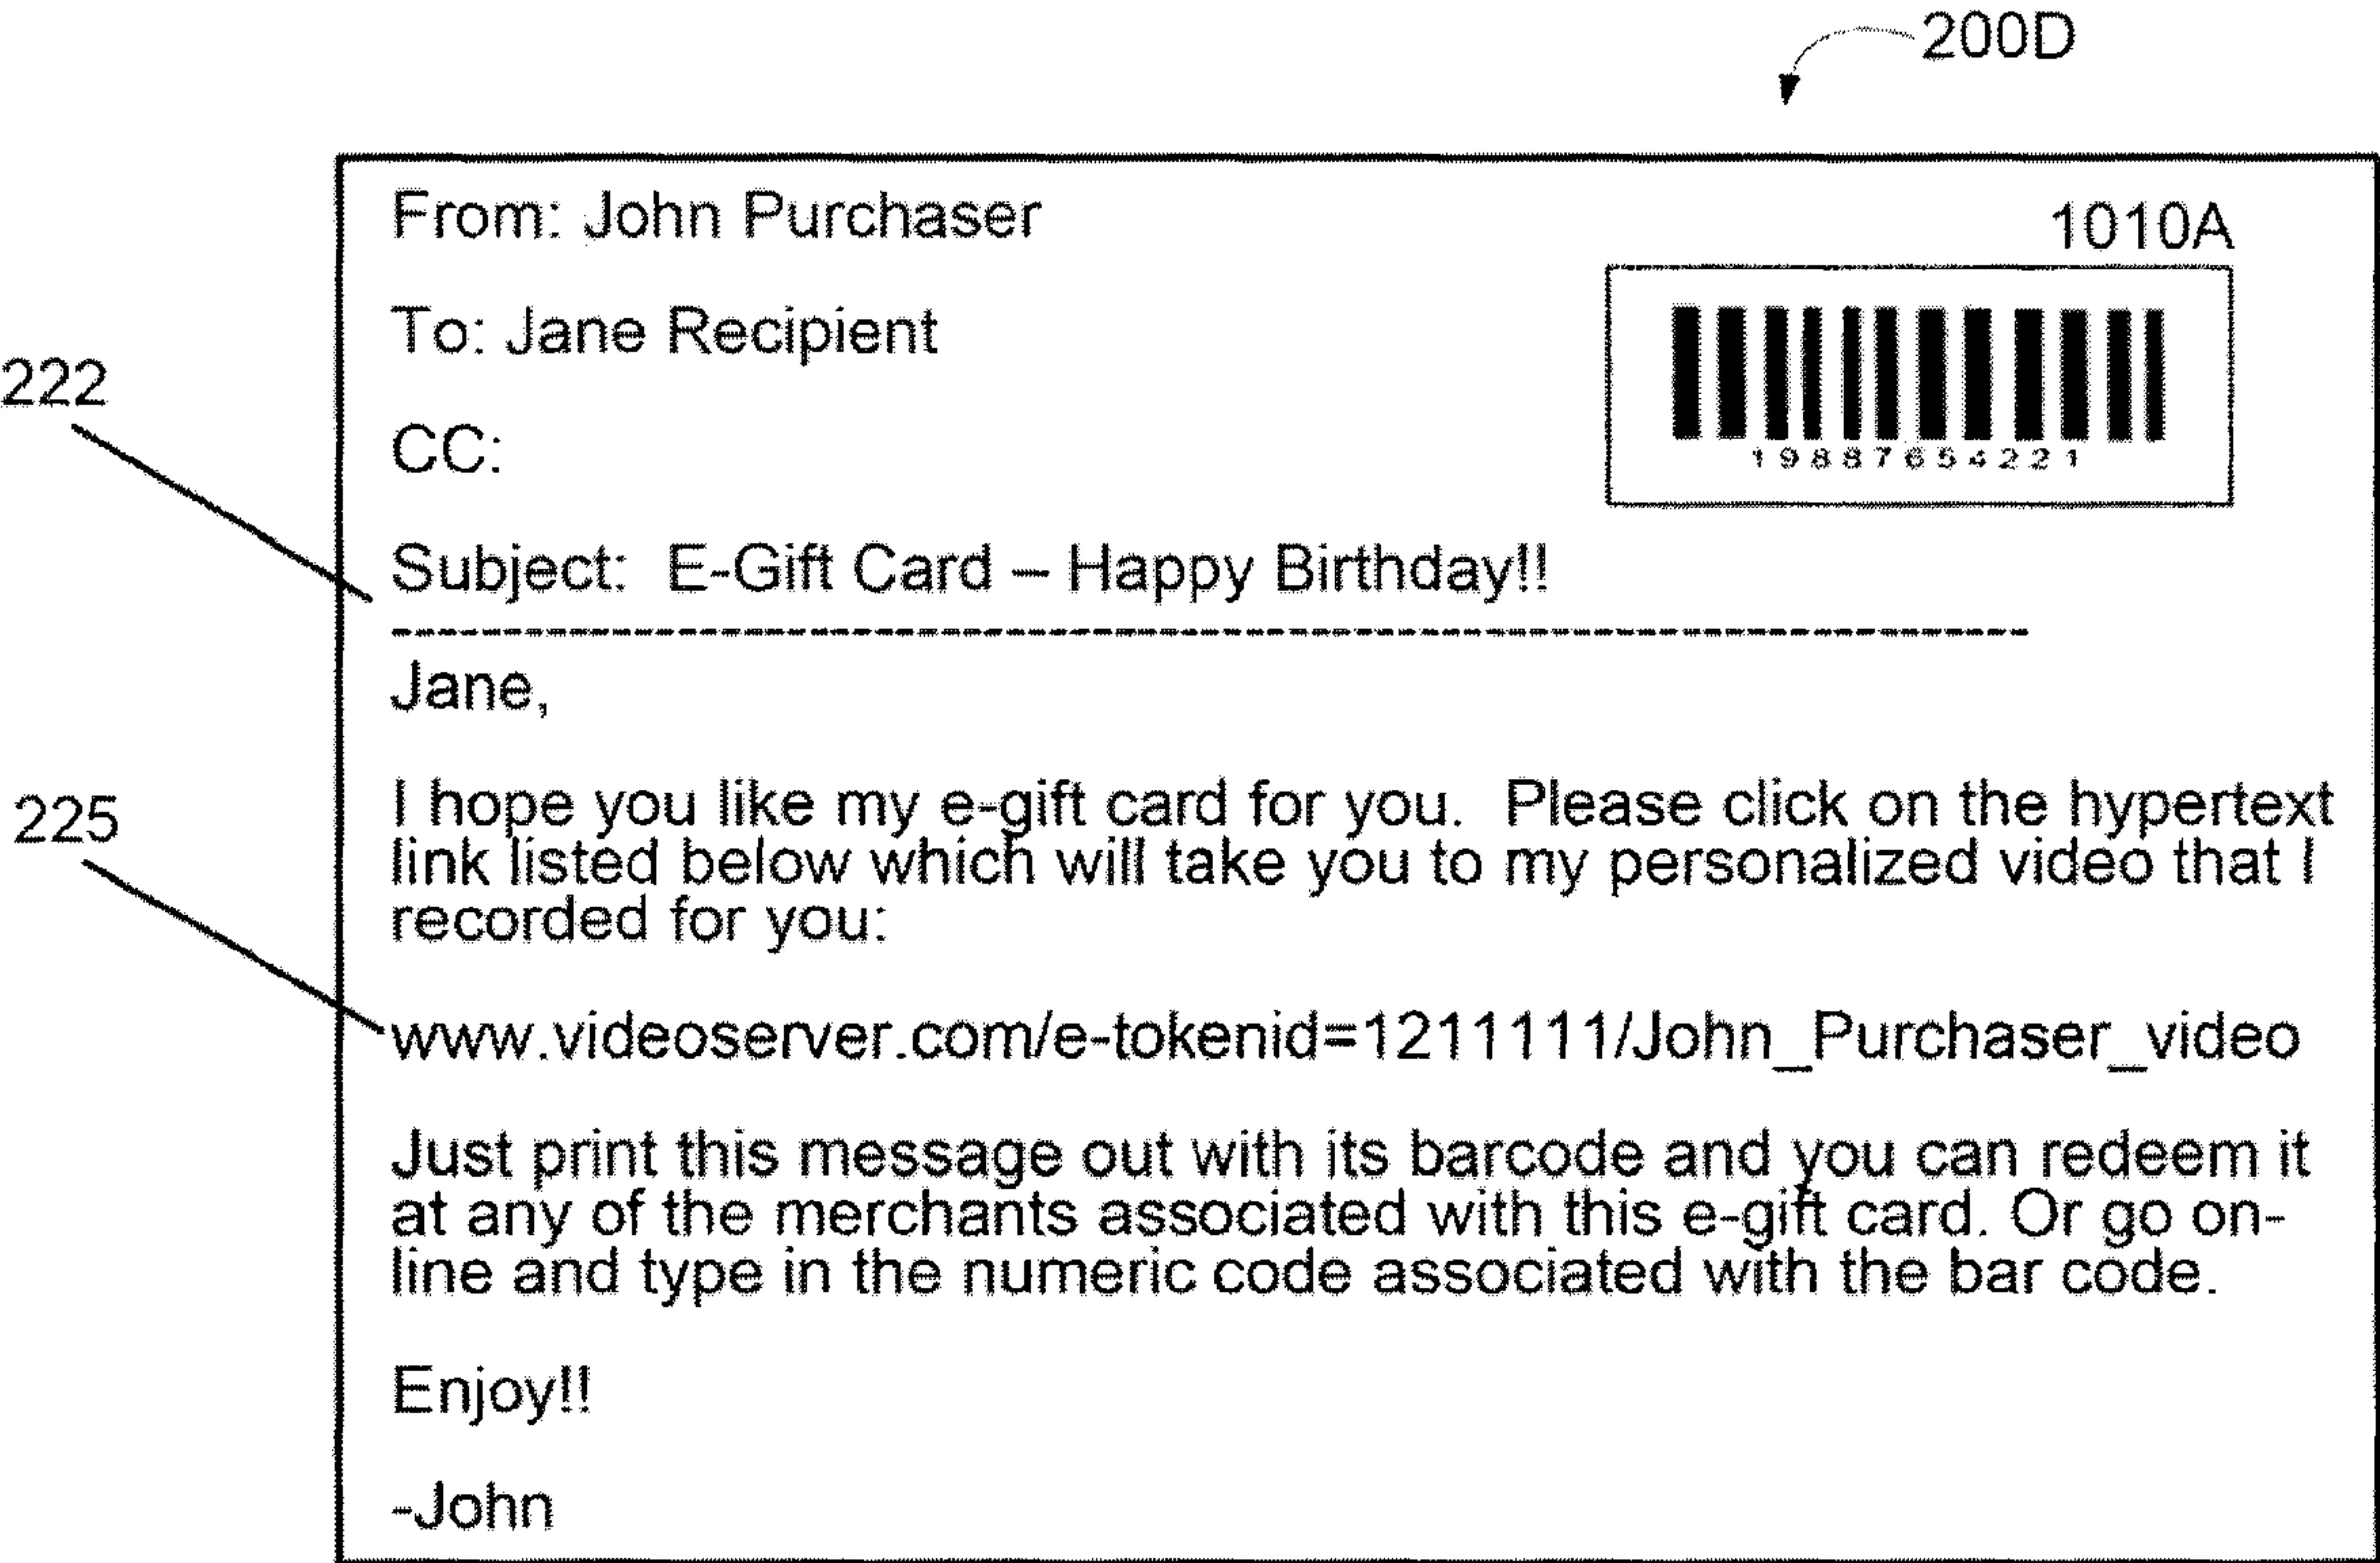 200D
From: John Purchaser
1010A
To: Jane Recipient
222
CC:
19887654221
Subject:  E-Gift Card – Happy Birthday!!
Jane,
I hope you like my e-gift card for you.  Please click on the hypertext
225
link listed below which will take you to my personalized video that I
recorded for you:
www.videoserver.com/e-tokenid=1211111/John_Purchaser_video
Just print this message out with its barcode and you can redeem it
at any of the merchants associated with this e-gift card. Or go on-
line and type in the numeric code associated with the bar code.
Enjoy!!
-John